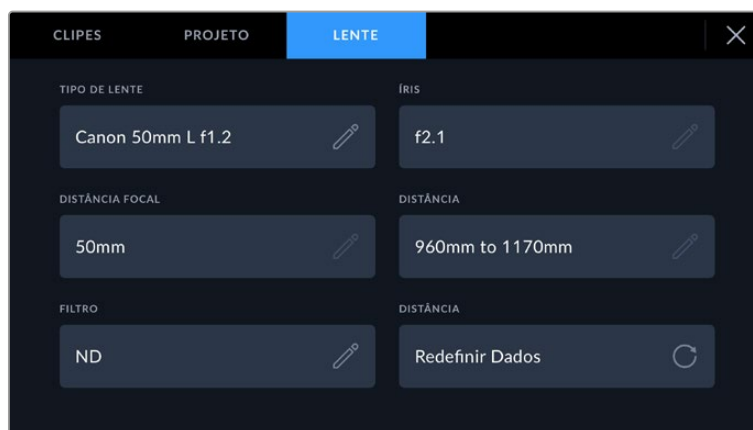 CLIPES PROJETO LENTE
TIPO DE LENTE ÍRIS
Canon 50mm L f1.2 f2.1
DISTÂNCIA FOCAL DISTÂNCIA
50mm 960mm to 1170mm
FILTRO DISTÂNCIA
ND Redefinir Dados